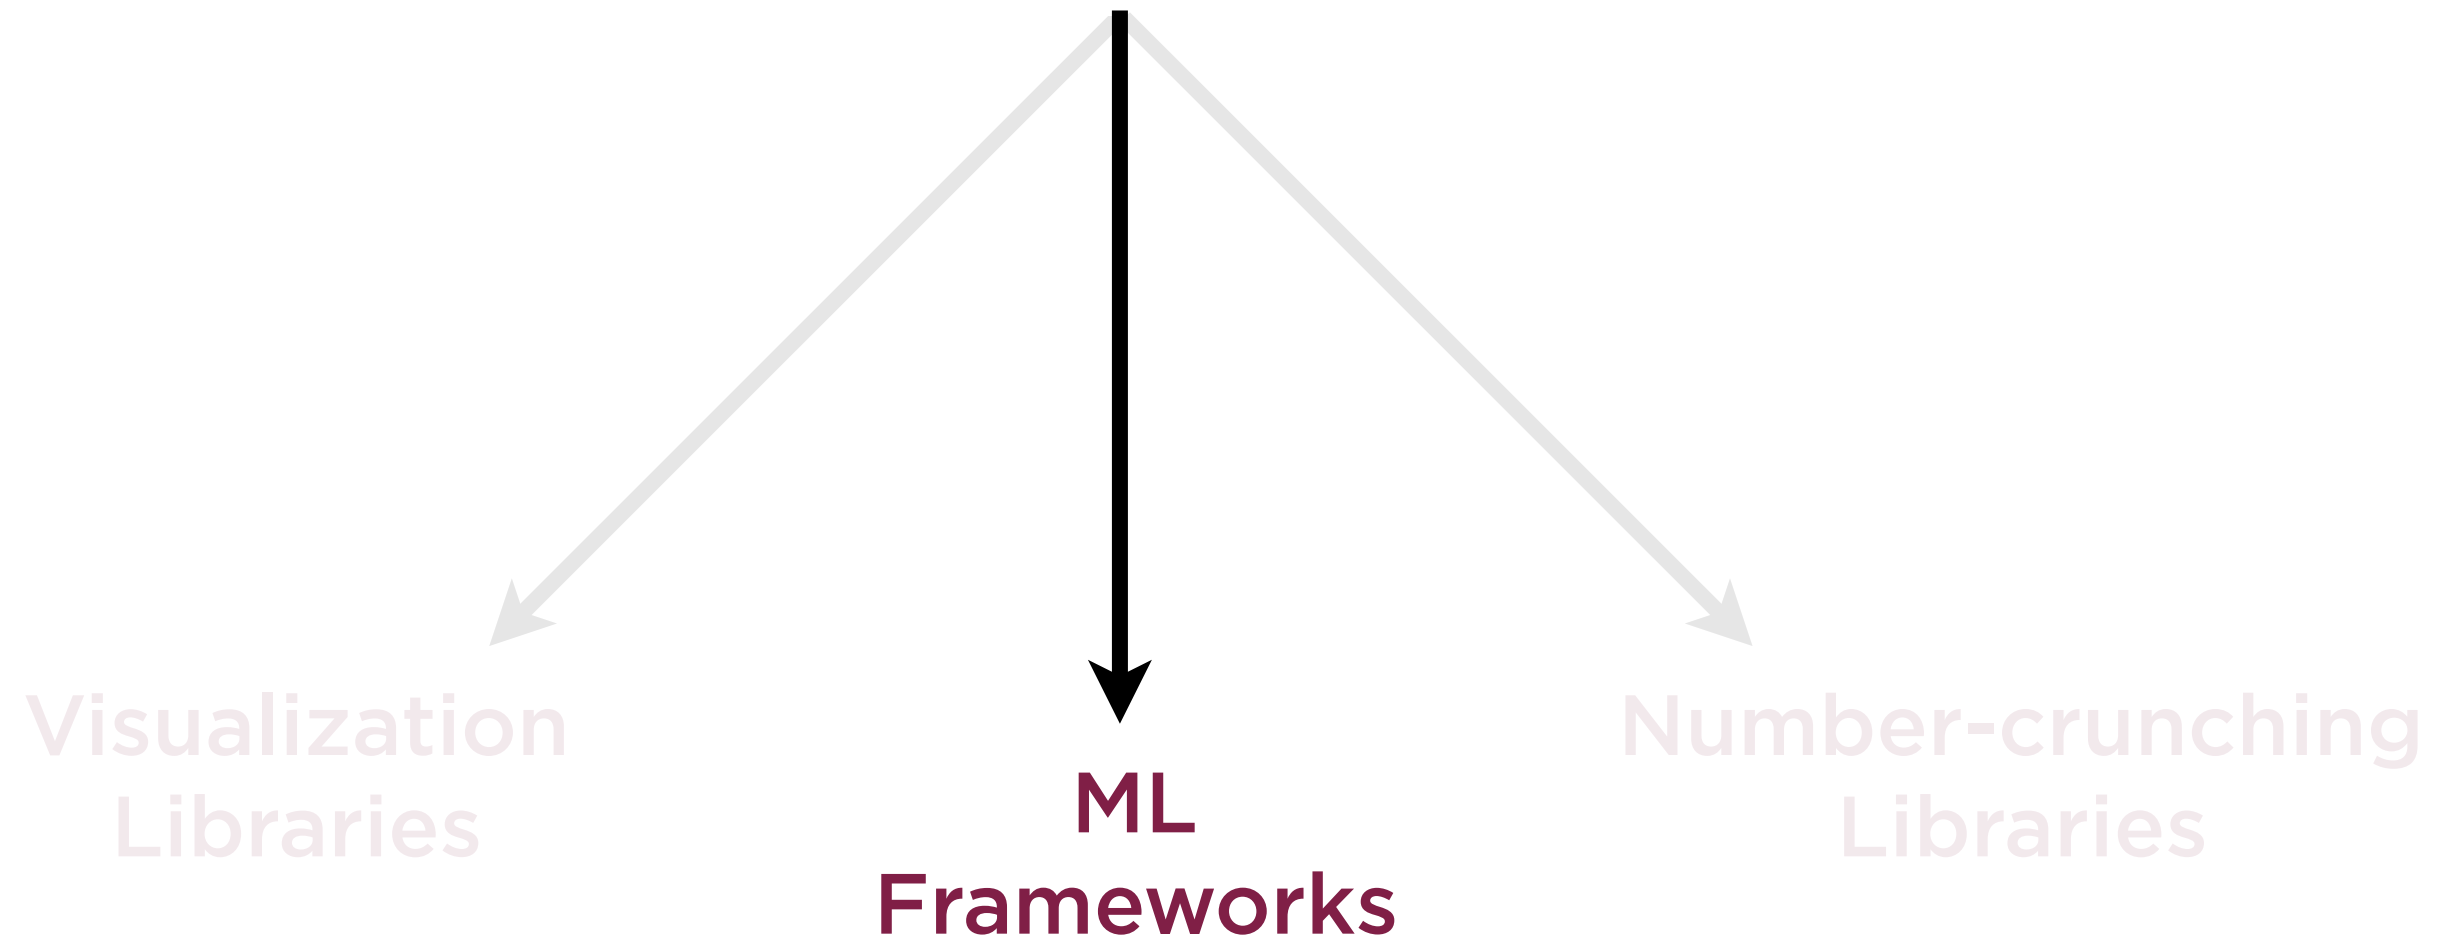 Visualization
Libraries
ML
Frameworks
Number-crunching
Libraries